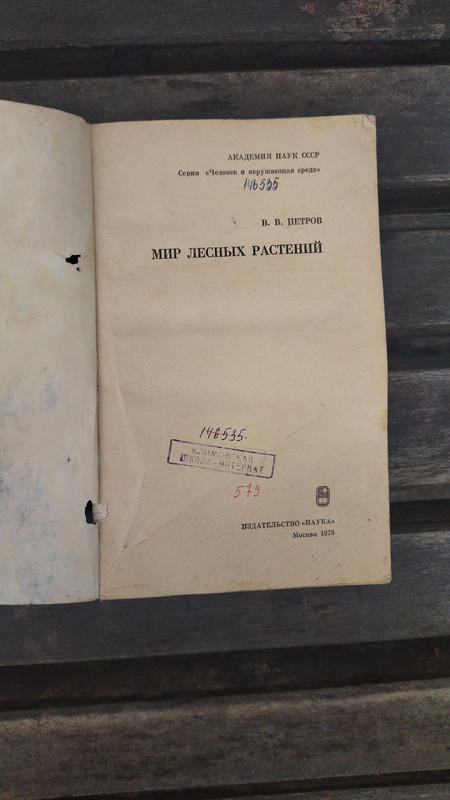 АКАДЕМИЯ НАУК СССР
Серия «Человек и окружающая среда»
146535
В. В. ПЕТРОВ
МИР ЛЕСНЫХ РАСТЕНИЙ
146535
КЛИМОВСКАЯ
ШКОЛА-ИНТЕРНАТ
579
ИЗДАТЕЛЬСТВО «НАУКА»
Москва 1978